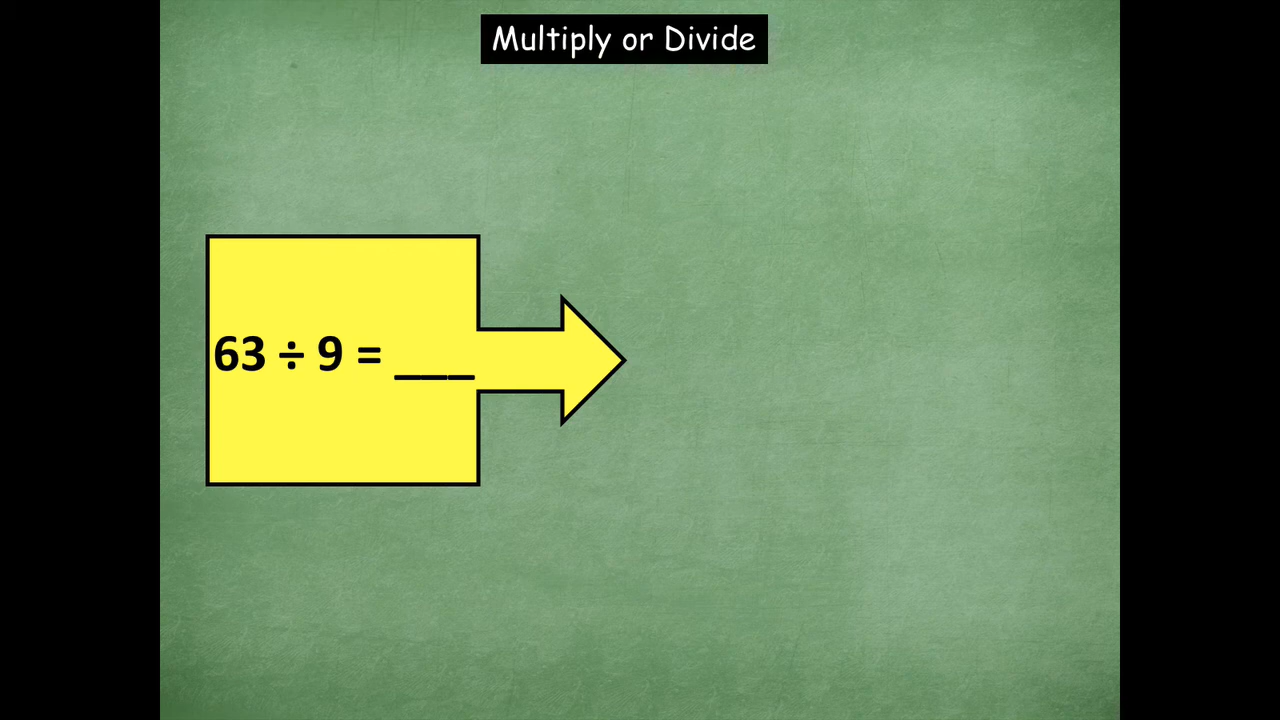 Multiply or Divide
63 ÷ 9 = ___